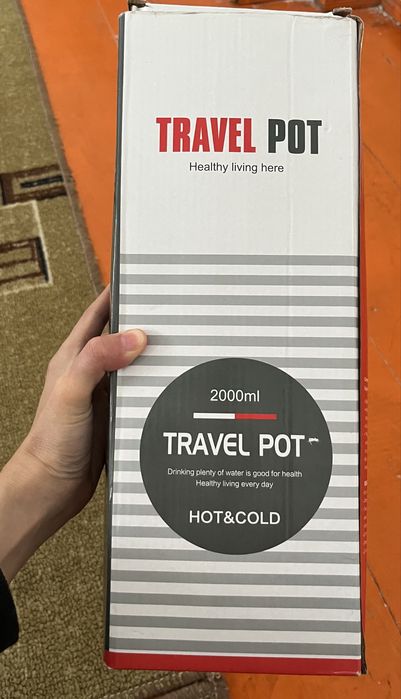 TRAVEL POT
Healthy living here
2000ml
TRAVEL POT
Drinking plenty of water is good for health
Healthy living every day
HOT&COLD